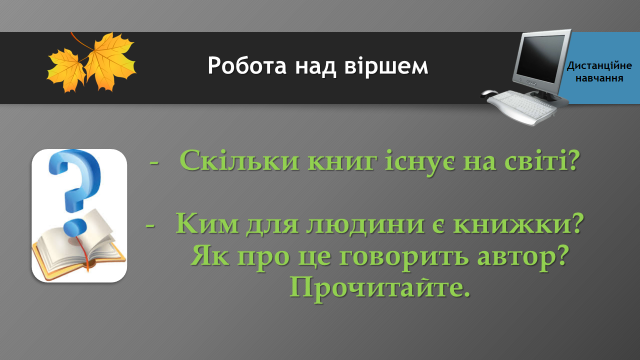 Робота над віршем
Дистанційне
навчання
- Скільки книг існує на світі?
- Ким для людини є книжки?
Як про це говорить автор?
Прочитайте.